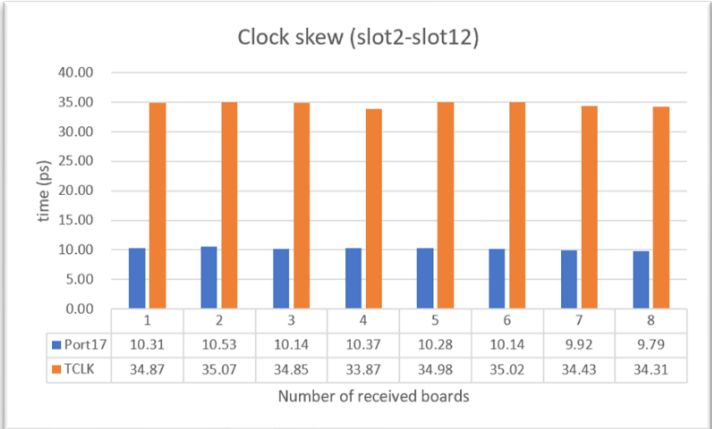 Clock skew (slot2-slot12)
40.00
35.00
30.00
25.00
20.00
15.00
10.00
5.00
0.00
time (ps)
1 2 3 4 5 6 7 8
Port17 10.31 10.53 10.14 10.37 10.28 10.14 9.92 9.79
TCLK 34.87 35.07 34.85 33.87 34.98 35.02 34.43 34.31
Number of received boards